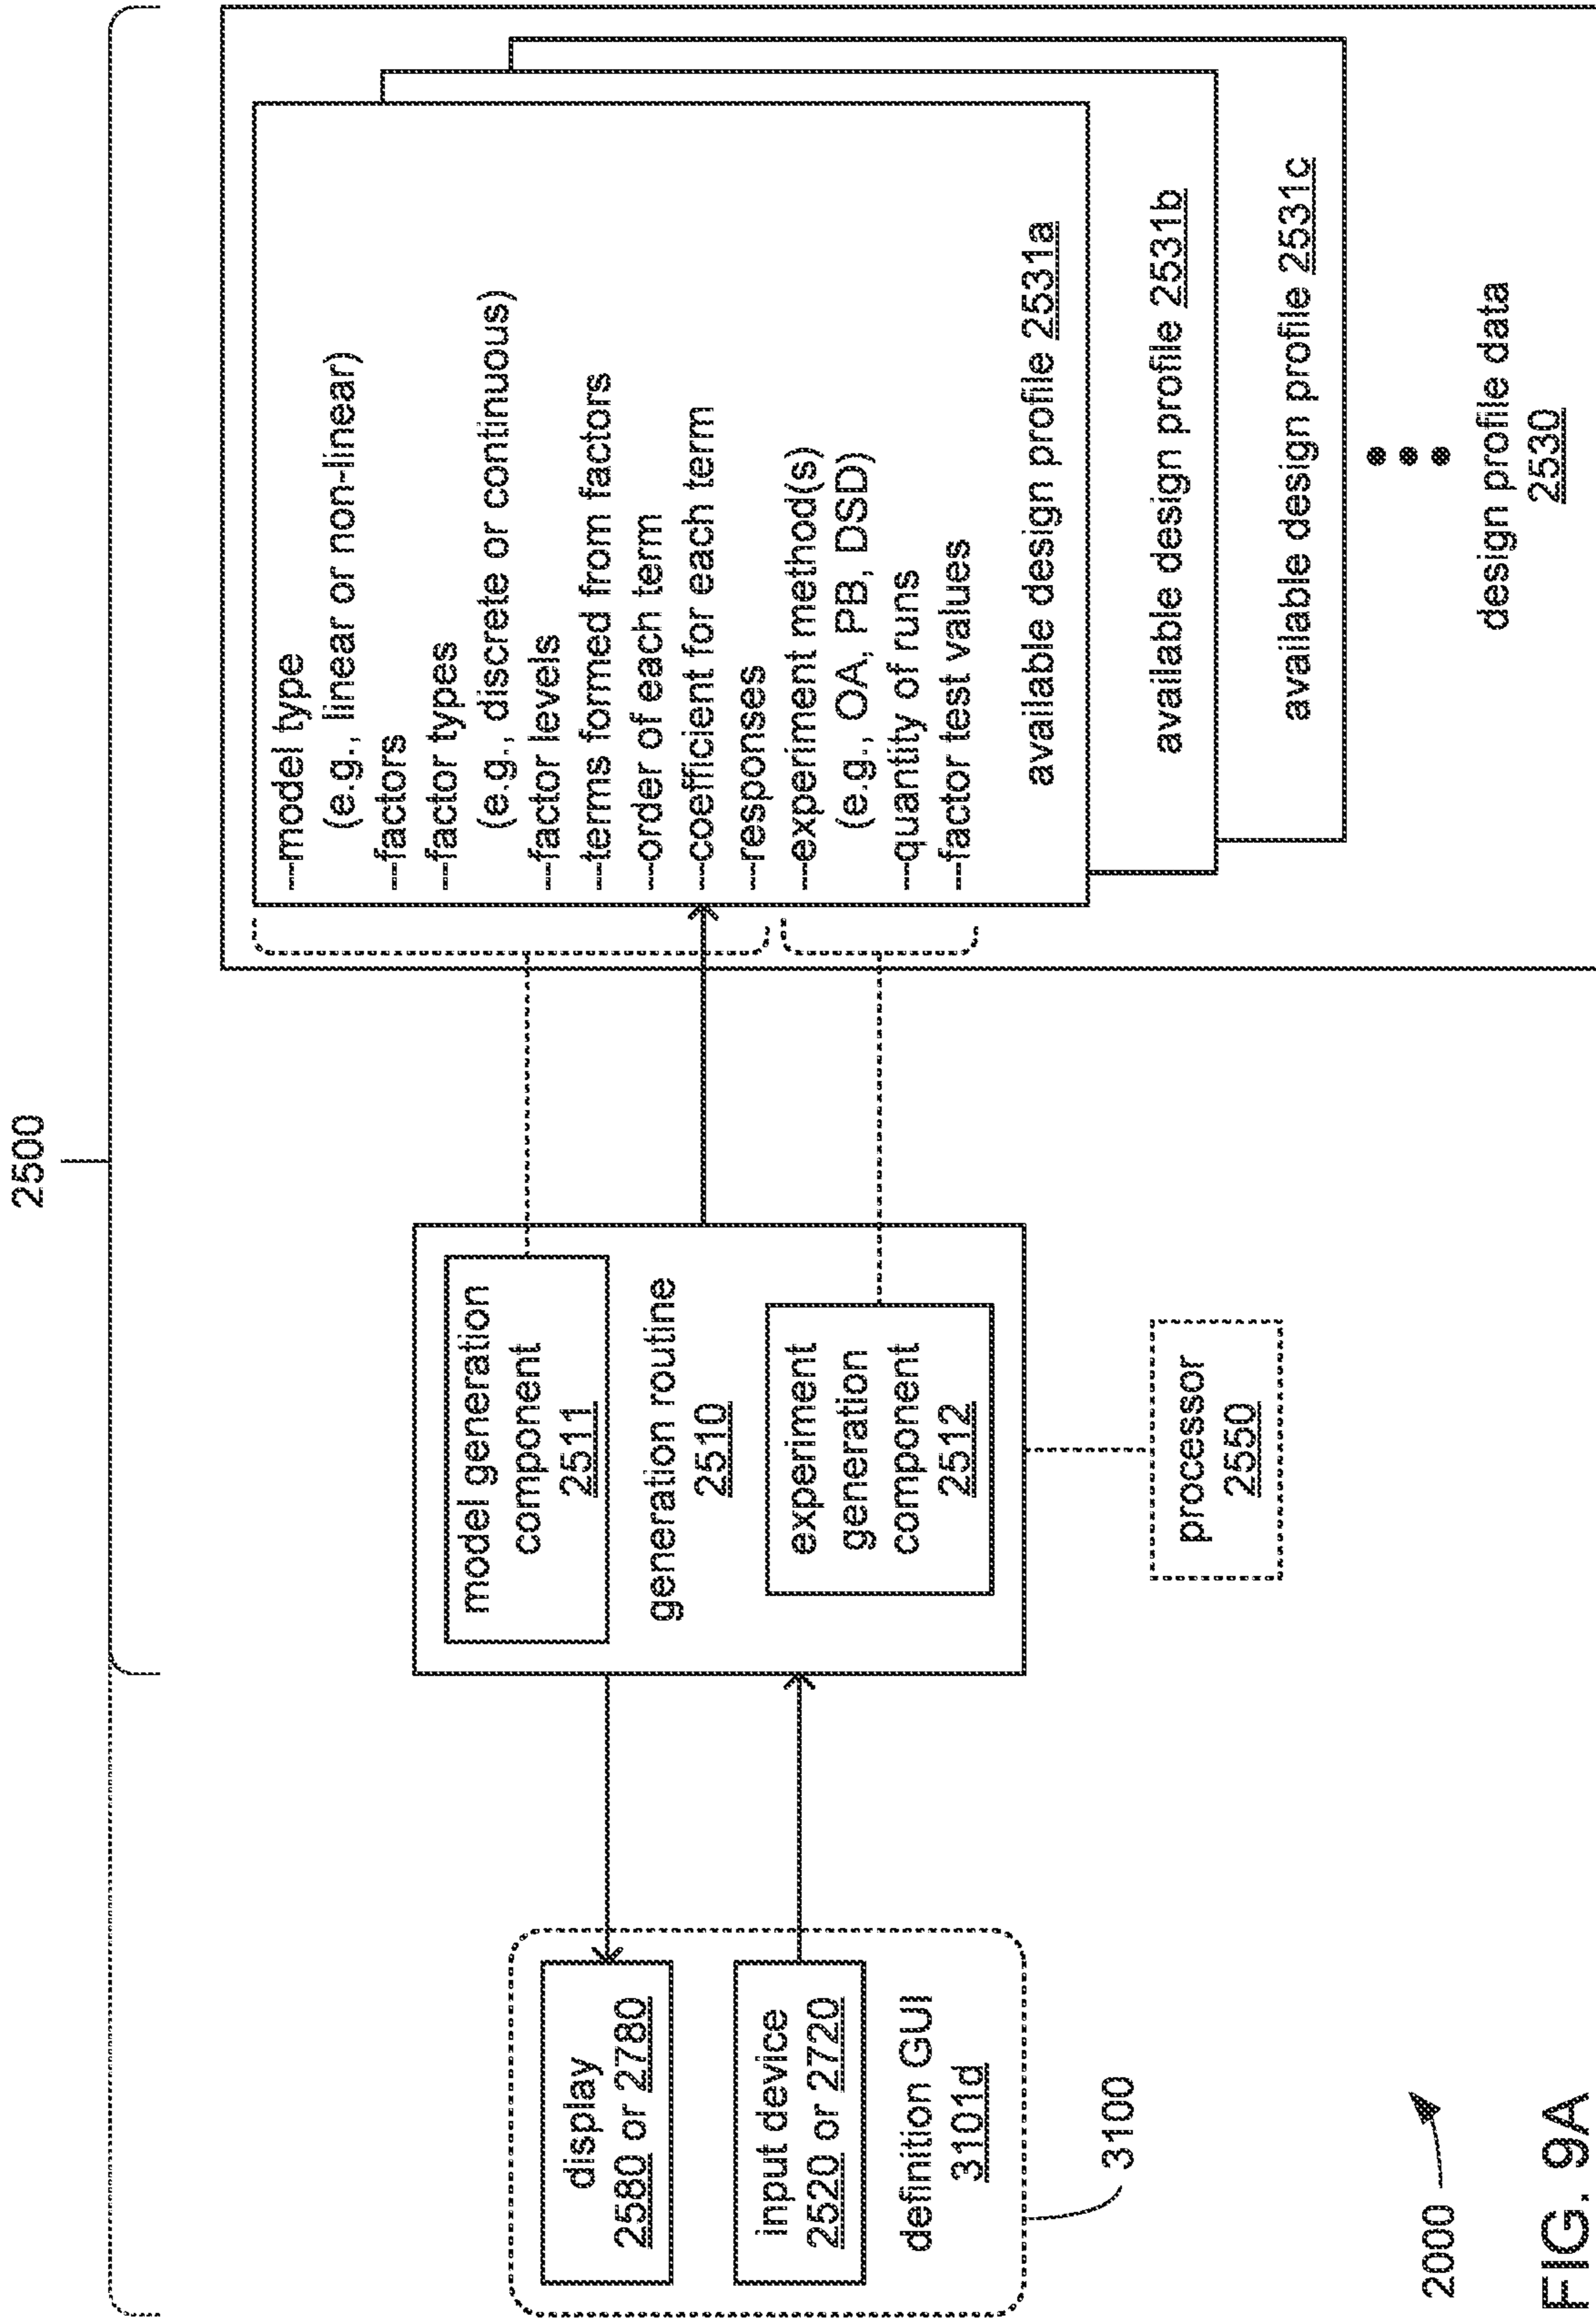 2500
display
2580 or 2780
input device
2520 or 2720
definition GUI
3101d
3100
model generation
component
2511
generation routine
2510
experiment
generation
component
2512
processor
2550
--model type
(e.g., linear or non-linear)
--factors
--factor types
(e.g., discrete or continuous)
--factor levels
--terms formed from factors
--order of each term
--coefficient for each term
--responses
--experiment method(s)
(e.g., OA, PB, DSD)
--quantity of runs
--factor test values
available design profile 2531a
available design profile 2531b
available design profile 2531c
design profile data
2530
2000
FIG. 9A